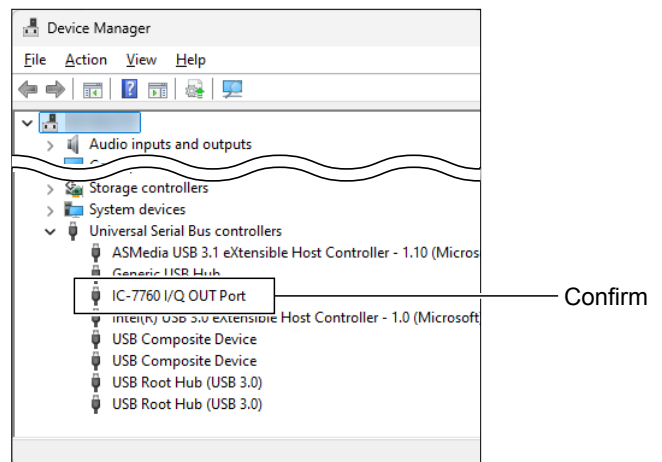 Device Manager
File Action View Help
Audio inputs and outputs
Storage controllers
System devices
Universal Serial Bus controllers
ASMedia USB 3.1 eXtensible Host Controller - 1.10 (Micros
Generic USB Hub
IC-7760 I/Q OUT Port
Confirm
Intel(R) USB 3.0 eXtensible Host Controller - 1.0 (Microsoft
USB Composite Device
USB Composite Device
USB Root Hub (USB 3.0)
USB Root Hub (USB 3.0)